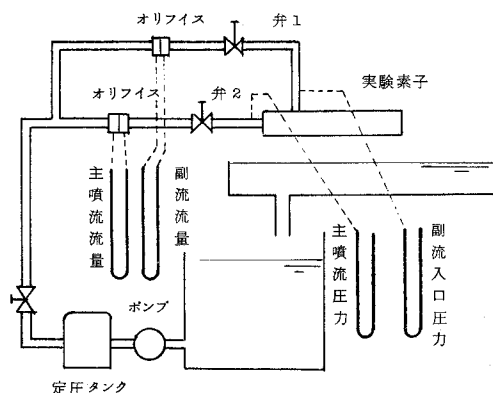 オリフイス
弁1
オリフイス
弁2
実験素子
主噴流流量
副流流量
主噴流圧力
副流入口圧力
ポンプ
定圧タンク